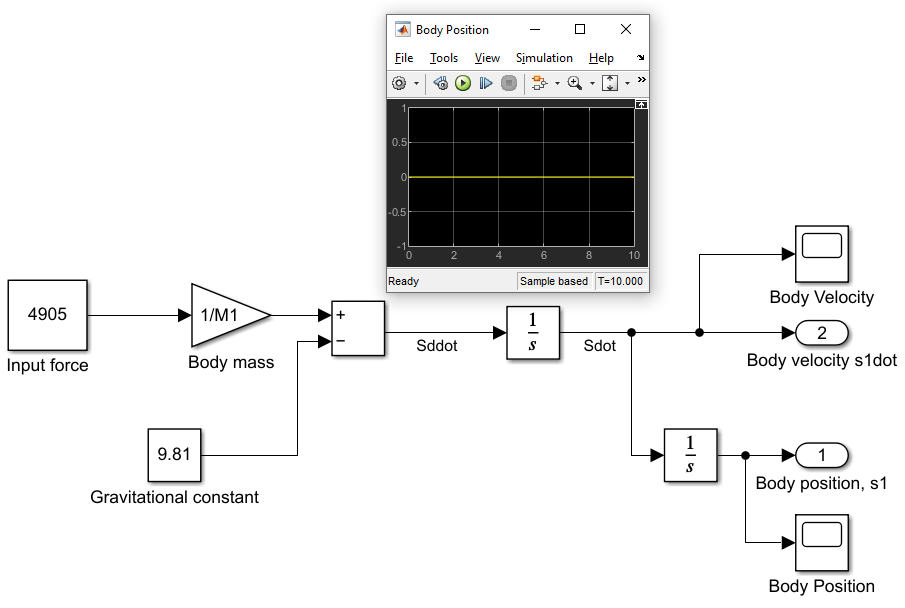 Body Position
File Tools View Simulation Help
1
0.5
0
-0.5
-1
0 2 4 6 8 10
Ready Sample based T=10.000
4905
Input force
1/M1
Body mass
+
−
9.81
Gravitational constant
Sddot
1
s
Sdot
Body Velocity
2
Body velocity s1dot
1
s
1
Body position, s1
Body Position